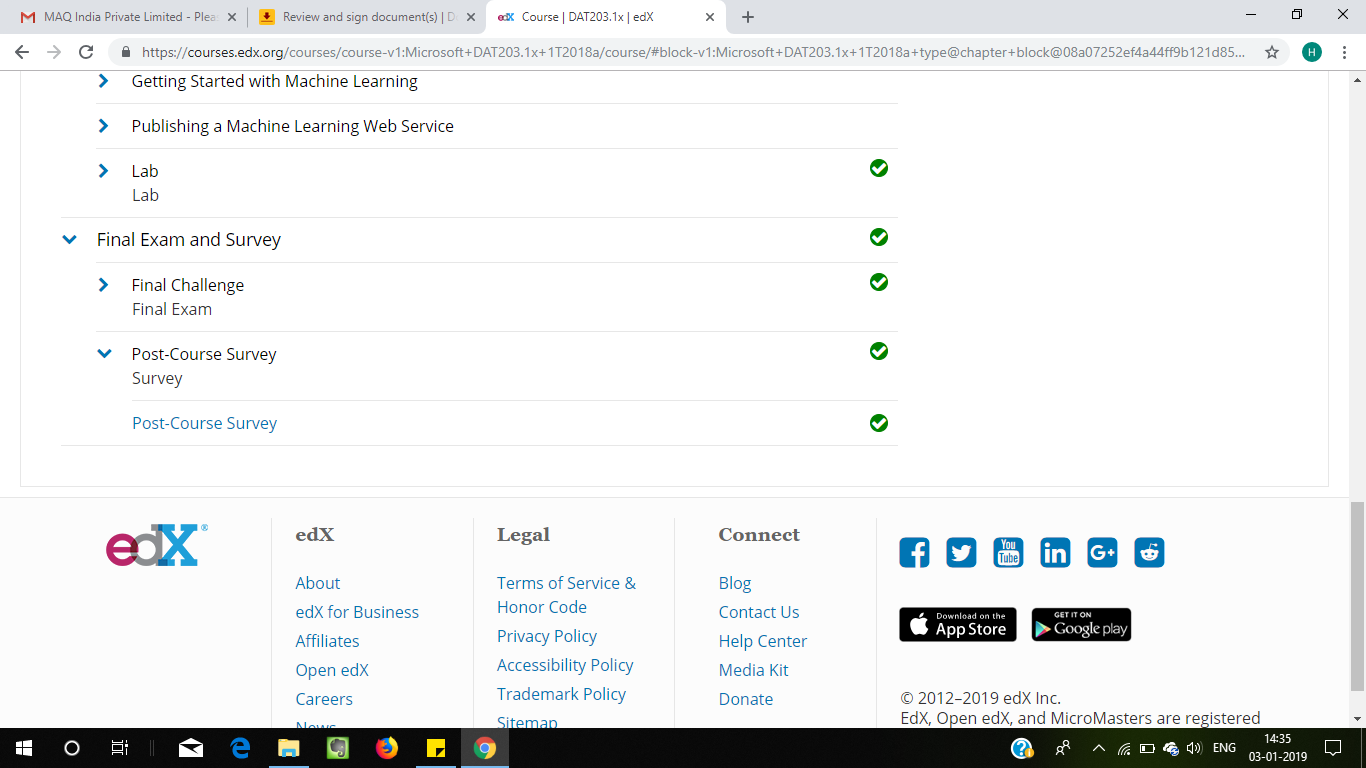 MAQ India Private Limited - Plea
Review and sign document(s) | D
edX Course | DAT203.1x | edX
https://courses.edx.org/courses/course-v1:Microsoft+DAT203.1x+1T2018a/course/#block-v1:Microsoft+DAT203.1x+1T2018a+type@chapter+block@08a07252ef4a44ff9b121d85...
H
Getting Started with Machine Learning
Publishing a Machine Learning Web Service
Lab
Lab
Final Exam and Survey
Final Challenge
Final Exam
Post-Course Survey
Survey
Post-Course Survey
edX®
edX
About
edX for Business
Affiliates
Open edX
Careers
News
Legal
Terms of Service &
Honor Code
Privacy Policy
Accessibility Policy
Trademark Policy
Sitemap
Connect
Blog
Contact Us
Help Center
Media Kit
Donate
You
Tube
in
G+
Download on the
App Store
GET IT ON
Google play
© 2012–2019 edX Inc.
EdX, Open edX, and MicroMasters are registered
ENG
14:35
03-01-2019